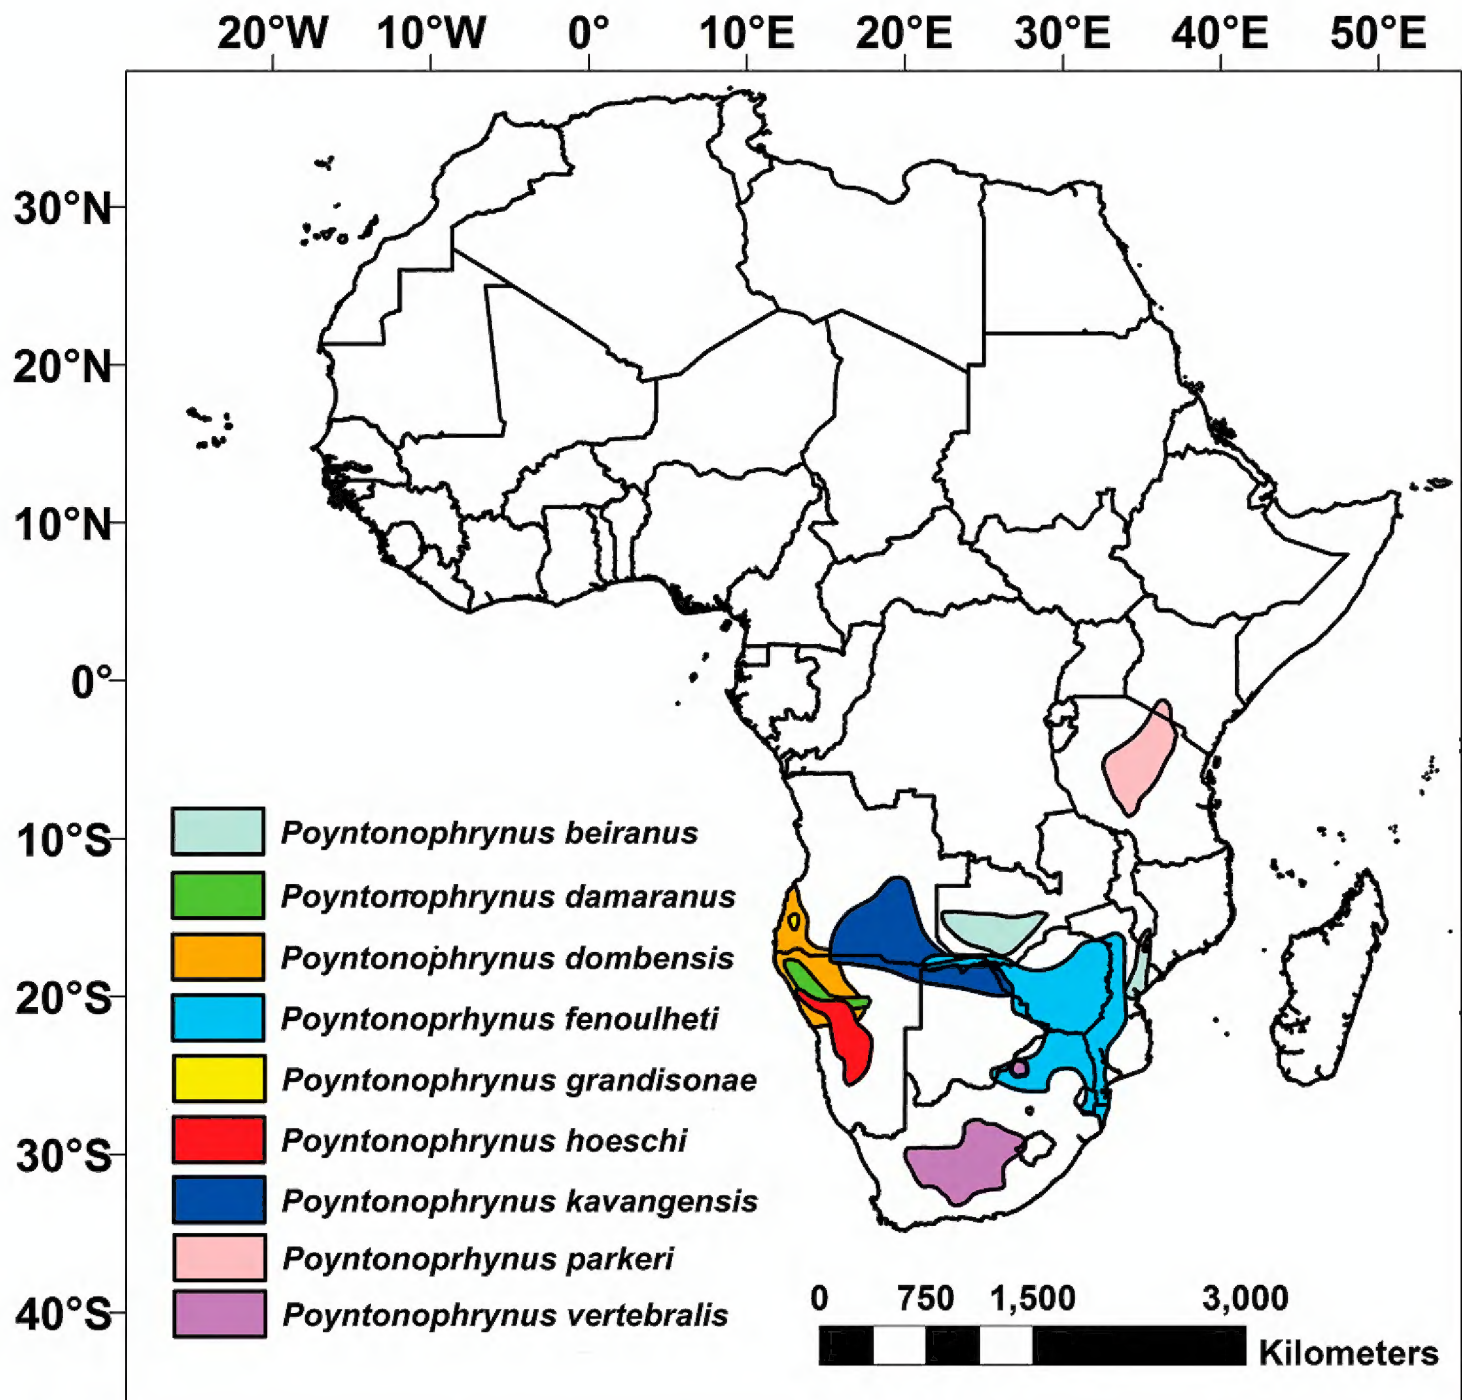 20°W 10°W 0° 10°E 20°E 30°E 40°E 50°E
30°N
20°N
10°N
0°
10°S
20°S
30°S
40°S
Poyntonophrynus beiranus
Poyntonophrynus damaranus
Poyntonophrynus dombensis
Poyntonoprhynus fenoulheti
Poyntonophrynus grandisonae
Poyntonophrynus hoeschi
Poyntonophrynus kavangensis
Poyntonoprhynus parkeri
Poyntonophrynus vertebralis
0 750 1,500 3,000
Kilometers